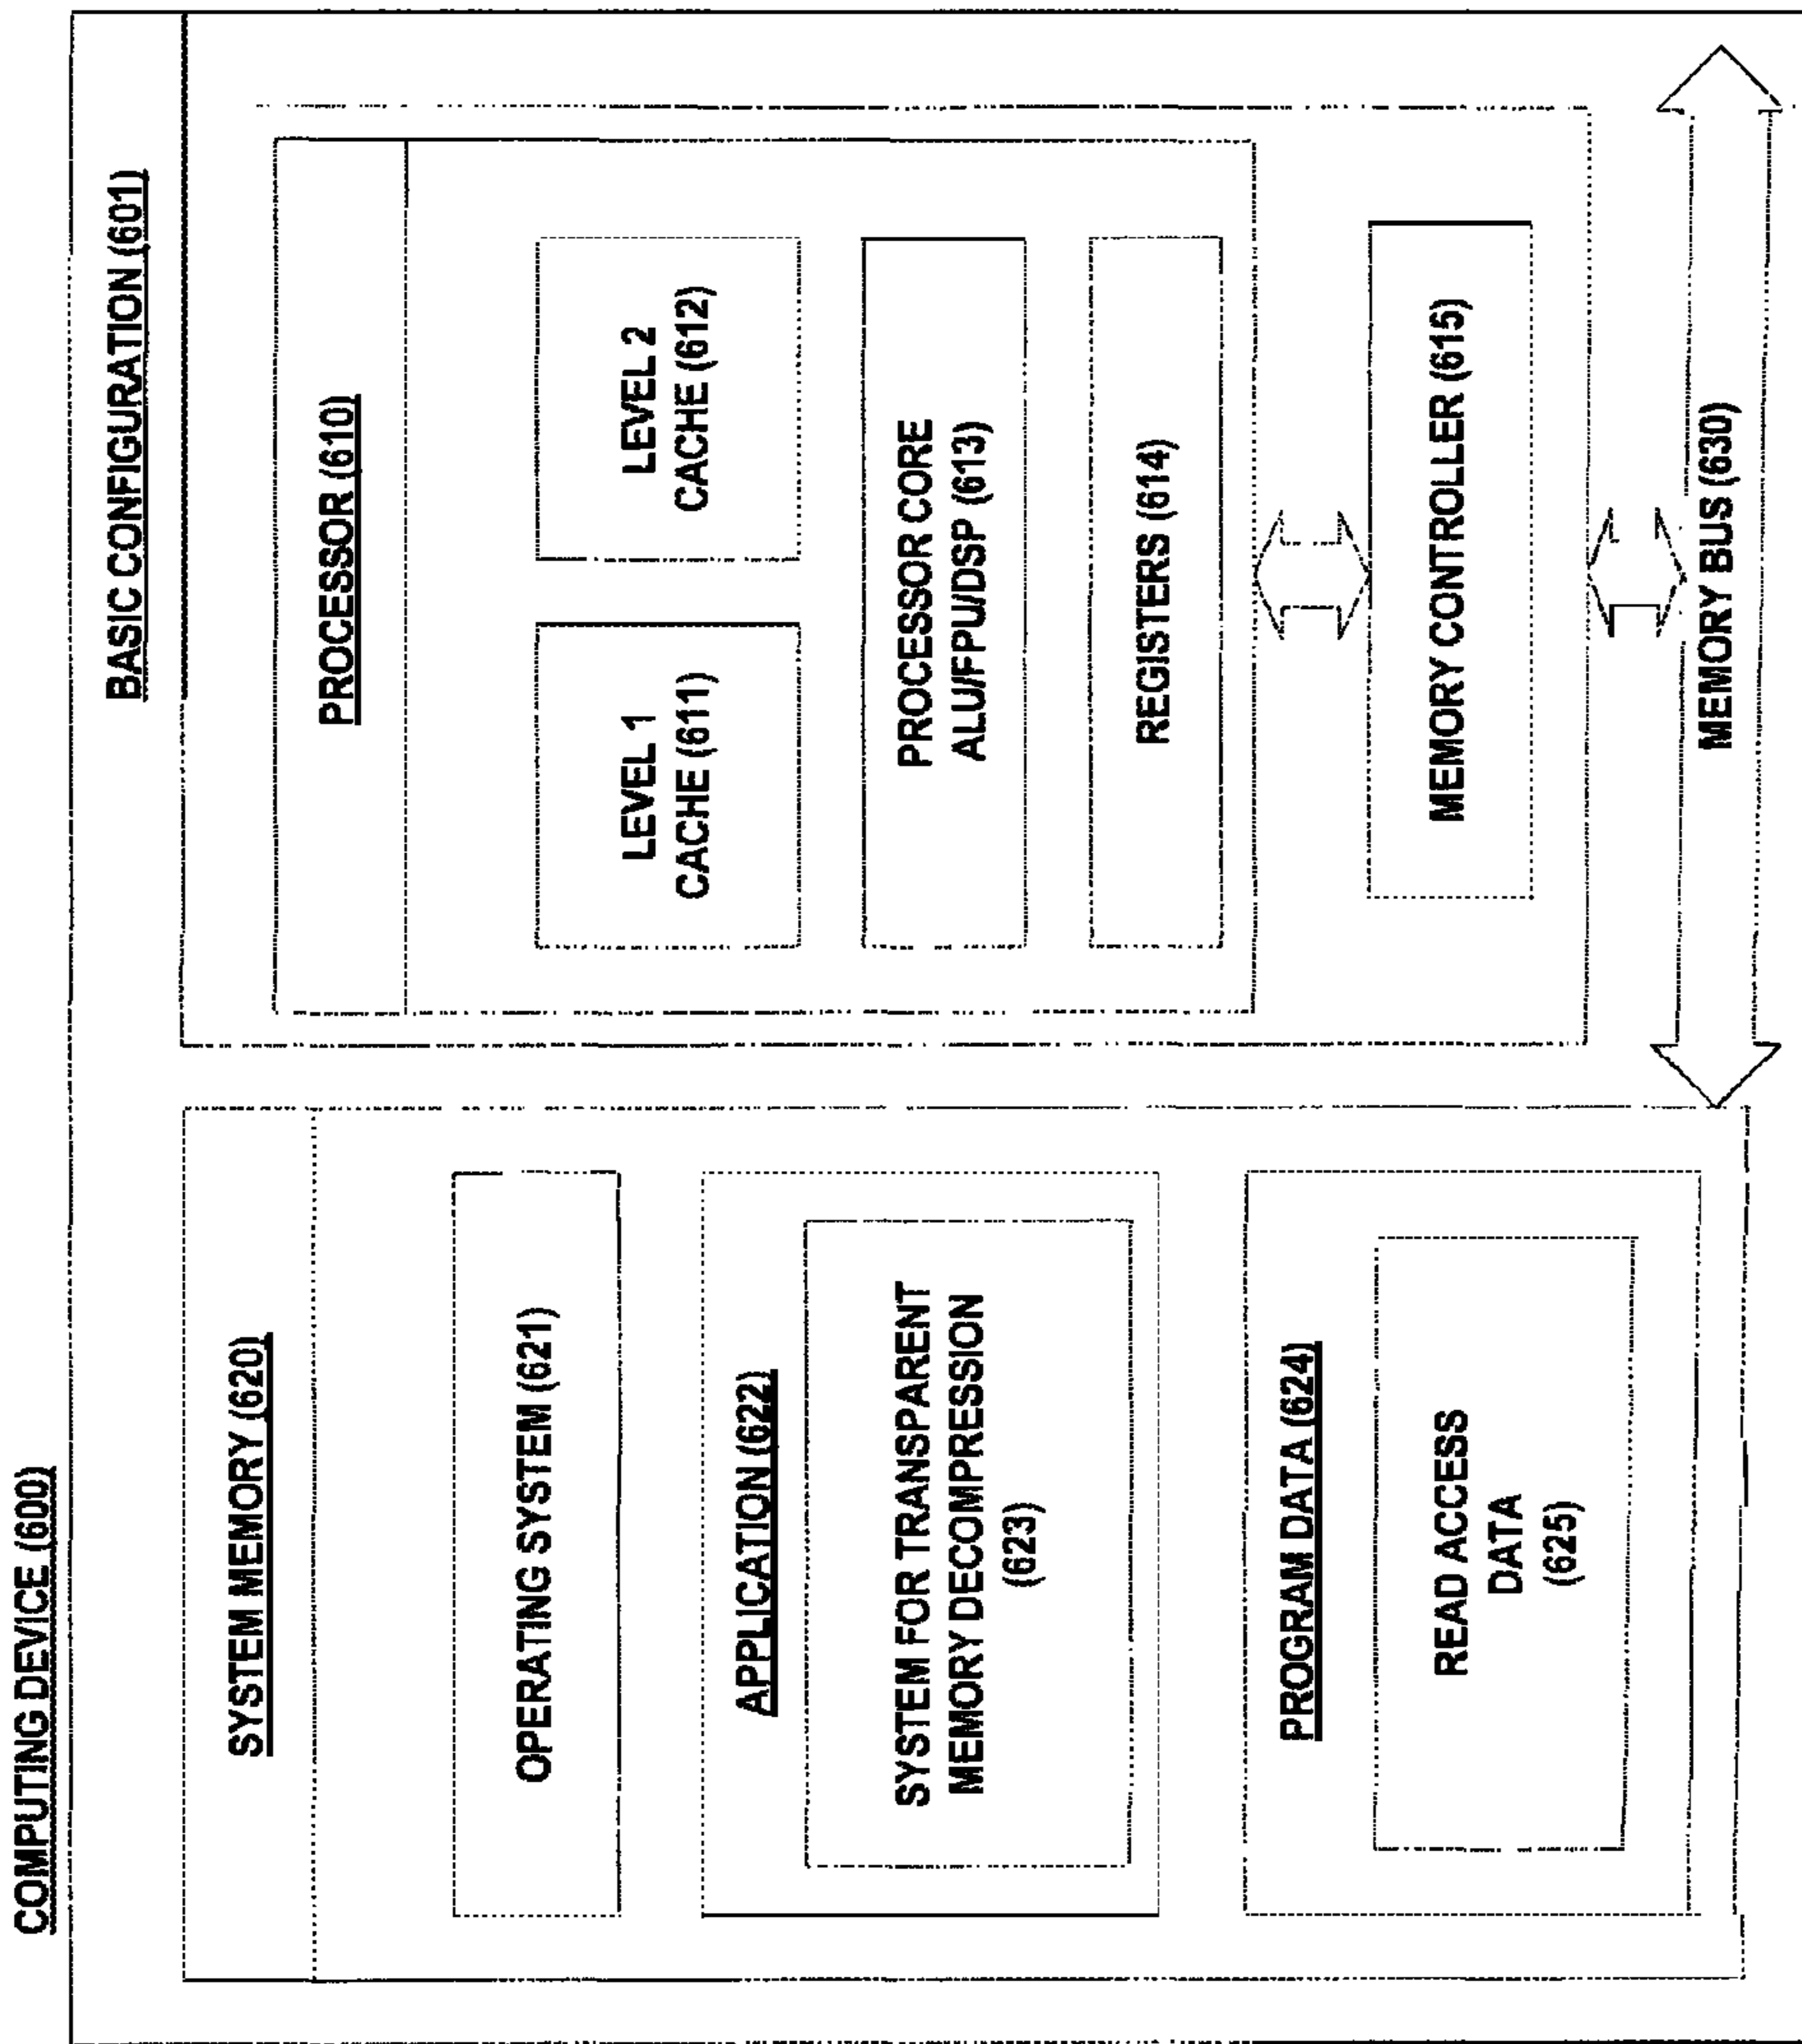 COMPUTING DEVICE (600)
BASIC CONFIGURATION (601)
SYSTEM MEMORY (620)
OPERATING SYSTEM (621)
APPLICATION (622)
SYSTEM FOR TRANSPARENT
MEMORY DECOMPRESSION
(623)
PROGRAM DATA (624)
READ ACCESS
DATA
(625)
PROCESSOR (610)
LEVEL 1
CACHE (611)
LEVEL 2
CACHE (612)
PROCESSOR CORE
ALU/FPU/DSP (613)
REGISTERS (614)
MEMORY CONTROLLER (615)
MEMORY BUS (630)